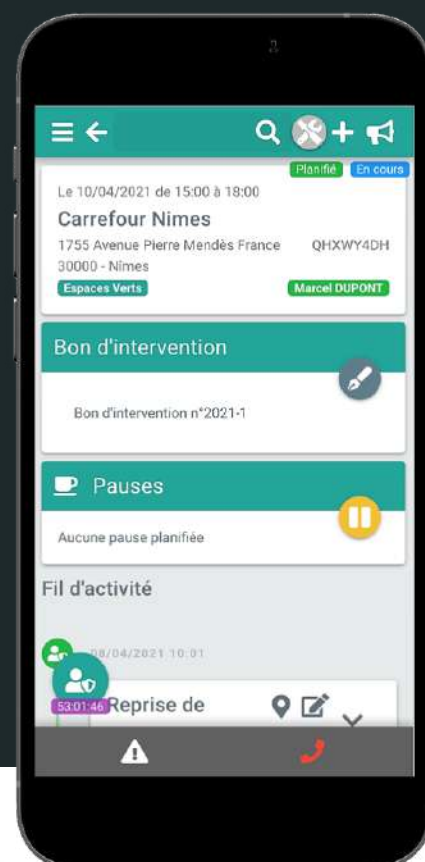 Planifié En cours
Le 10/04/2021 de 15:00 à 18:00
Carrefour Nimes
1755 Avenue Pierre Mendès France QHXWY4DH
30000 - Nîmes
Espaces Verts Marcel DUPONT
Bon d'intervention
Bon d'intervention n°2021-1
Pauses
Aucune pause planifiée
Fil d'activité
08/04/2021 10:01
53:01:46 Reprise de